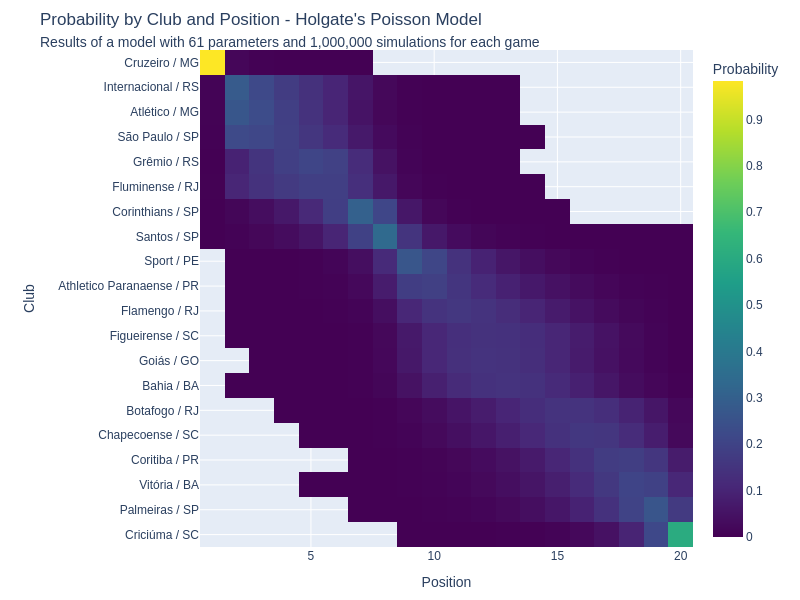 Probability by Club and Position - Holgate's Poisson Model
Results of a model with 61 parameters and 1,000,000 simulations for each game
Probability
Cruzeiro / MG
Internacional / RS
Atlético / MG
São Paulo / SP
Grêmio / RS
Fluminense / RJ
Corinthians / SP
Santos / SP
Sport / PE
Athletico Paranaense / PR
Flamengo / RJ
Figueirense / SC
Goiás / GO
Bahia / BA
Botafogo / RJ
Chapecoense / SC
Coritiba / PR
Vitória / BA
Palmeiras / SP
Criciúma / SC
Club
5
10
15
20
Position
0.9
0.8
0.7
0.6
0.5
0.4
0.3
0.2
0.1
0